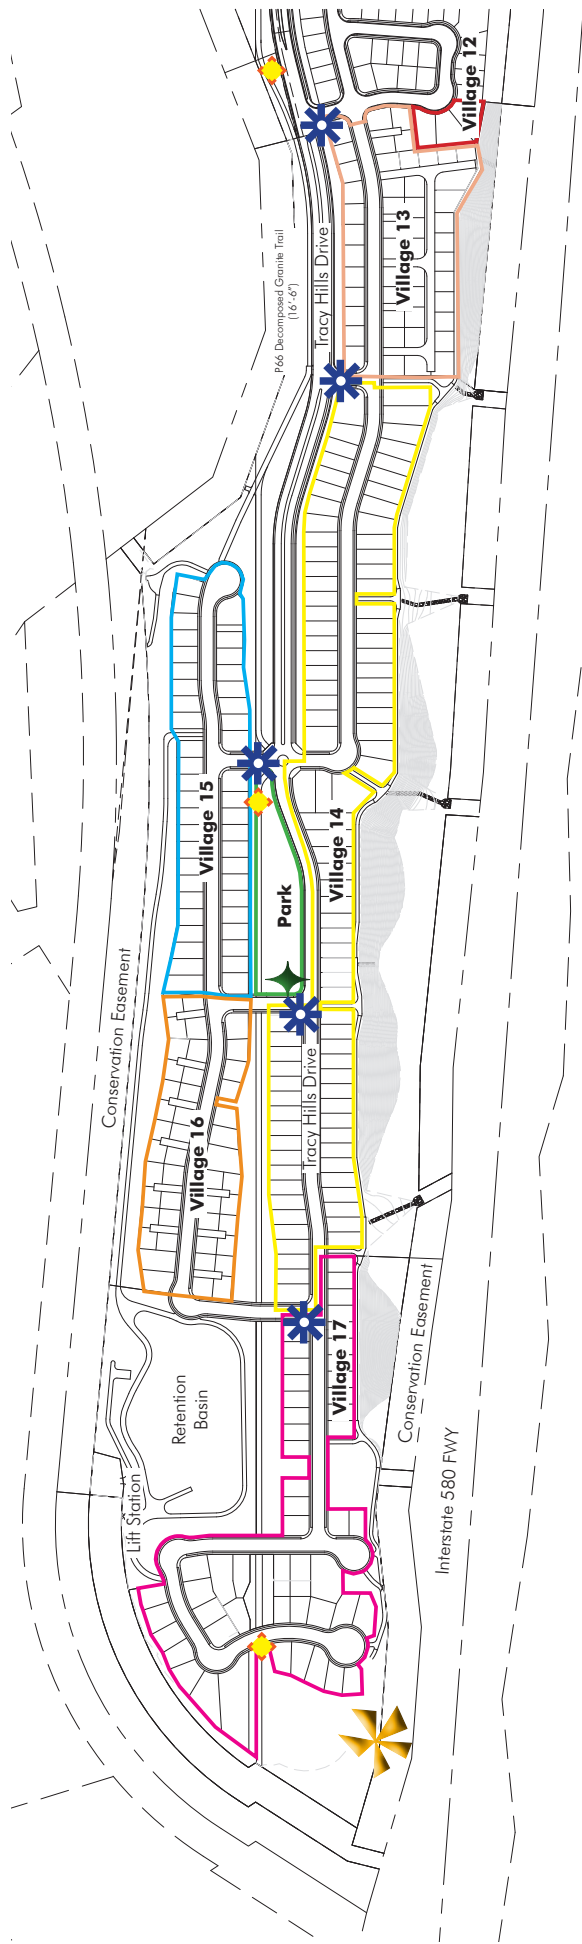 Village 12
Village 13
Tracy Hills Drive
P66 Decomposed Granite Trail
(16'-6")
Village 15
Village 14
Park
Conservation Easement
Village 16
Tracy Hills Drive
Village 17
Conservation Easement
Retention
Basin
Lift Station
Interstate 580 FWY